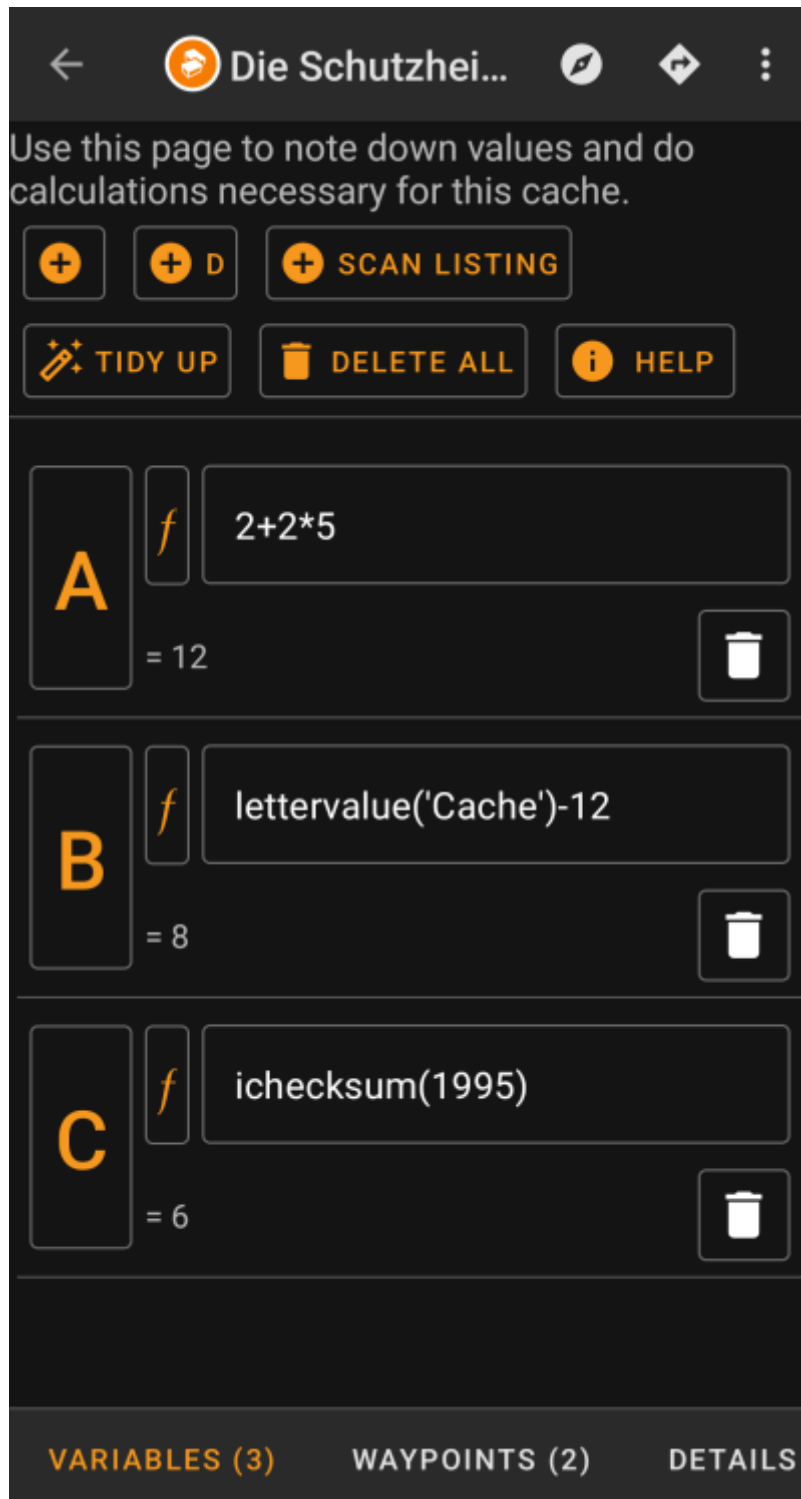 Die Schutzhei...
Use this page to note down values and do
calculations necessary for this cache.
D
SCAN LISTING
TIDY UP
DELETE ALL
HELP
A
f
2+2*5
= 12
B
f
lettervalue('Cache')-12
= 8
C
f
ichecksum(1995)
= 6
VARIABLES (3)
WAYPOINTS (2)
DETAILS